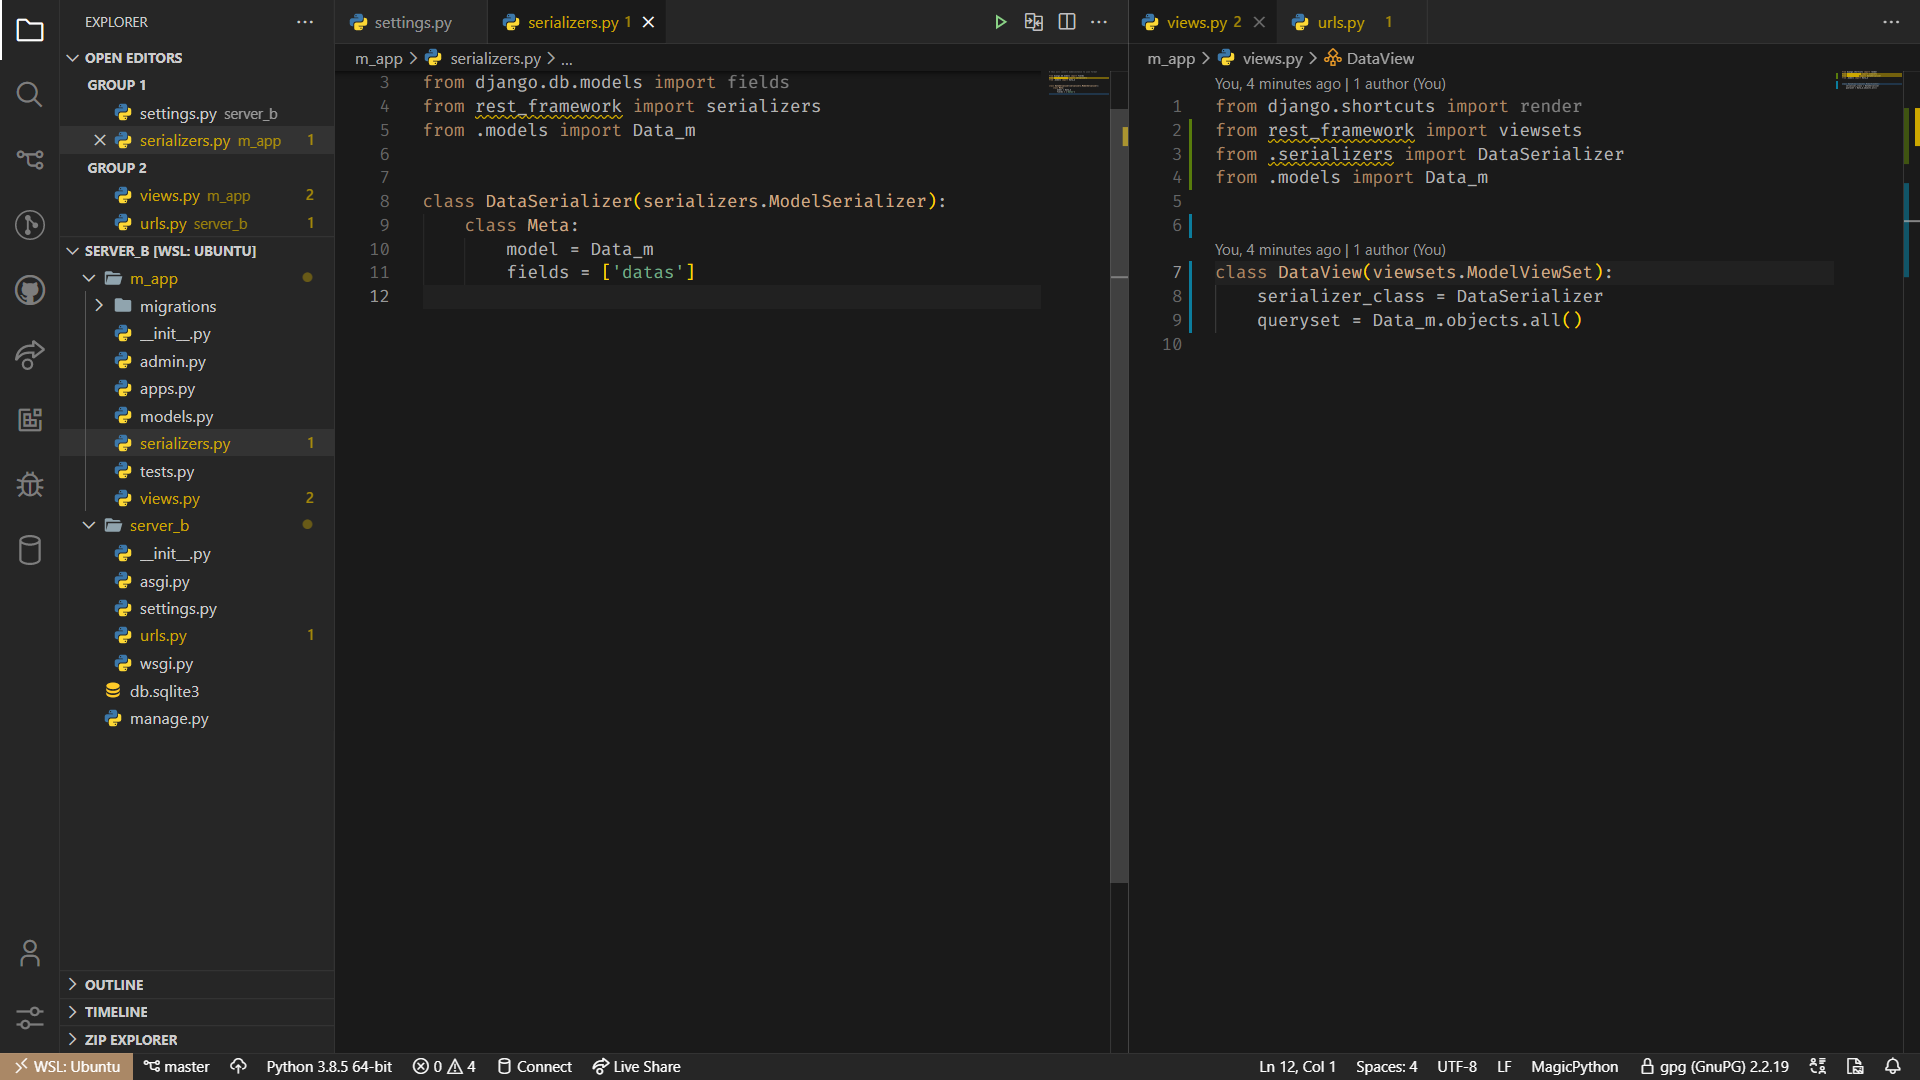 EXPLORER
OPEN EDITORS
GROUP 1
settings.py server_b
serializers.py m_app 1
GROUP 2
views.py m_app 2
urls.py server_b 1
SERVER_B [WSL: UBUNTU]
m_app
migrations
__init__.py
admin.py
apps.py
models.py
serializers.py 1
tests.py
views.py 2
server_b
__init__.py
asgi.py
settings.py
urls.py 1
wsgi.py
db.sqlite3
manage.py
OUTLINE
TIMELINE
ZIP EXPLORER
settings.py
serializers.py 1
m_app > serializers.py > ...
3 from django.db.models import fields
4 from rest_framework import serializers
5 from .models import Data_m
6
7
8 class DataSerializer(serializers.ModelSerializer):
9 class Meta:
10 model = Data_m
11 fields = ['datas']
12
views.py 2
urls.py 1
m_app > views.py > DataView
You, 4 minutes ago | 1 author (You)
1 from django.shortcuts import render
2 from rest_framework import viewsets
3 from .serializers import DataSerializer
4 from .models import Data_m
5
6
You, 4 minutes ago | 1 author (You)
7 class DataView(viewsets.ModelViewSet):
8 serializer_class = DataSerializer
9 queryset = Data_m.objects.all()
10
WSL: Ubuntu master Python 3.8.5 64-bit 0 4 Connect Live Share Ln 12, Col 1 Spaces: 4 UTF-8 LF MagicPython gpg (GnuPG) 2.2.19